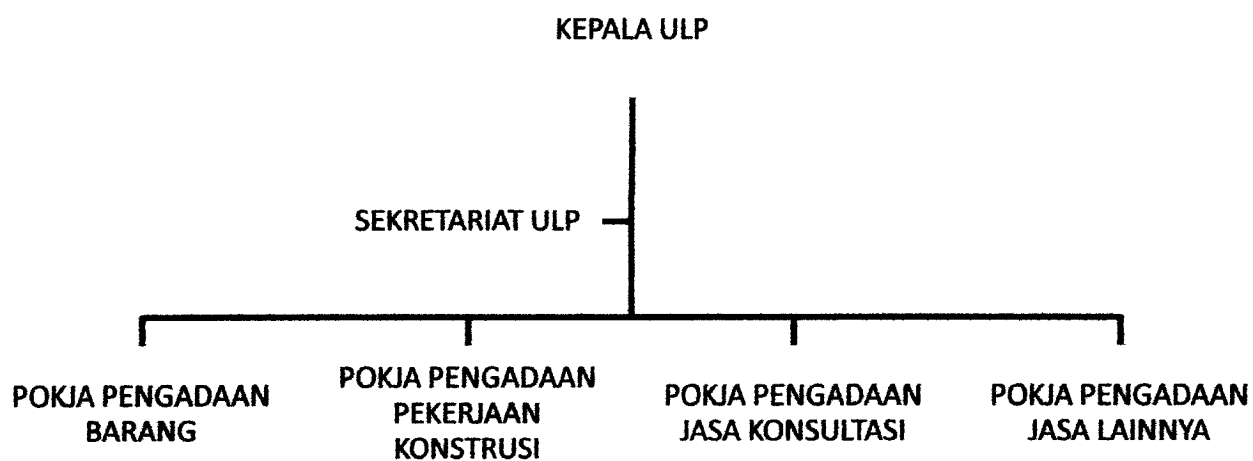 KEPALA ULP
SEKRETARIAT ULP
POKJA PENGADAAN
BARANG
POKJA PENGADAAN
PEKERJAAN
KONSTRUSI
POKJA PENGADAAN
JASA KONSULTASI
POKJA PENGADAAN
JASA LAINNYA